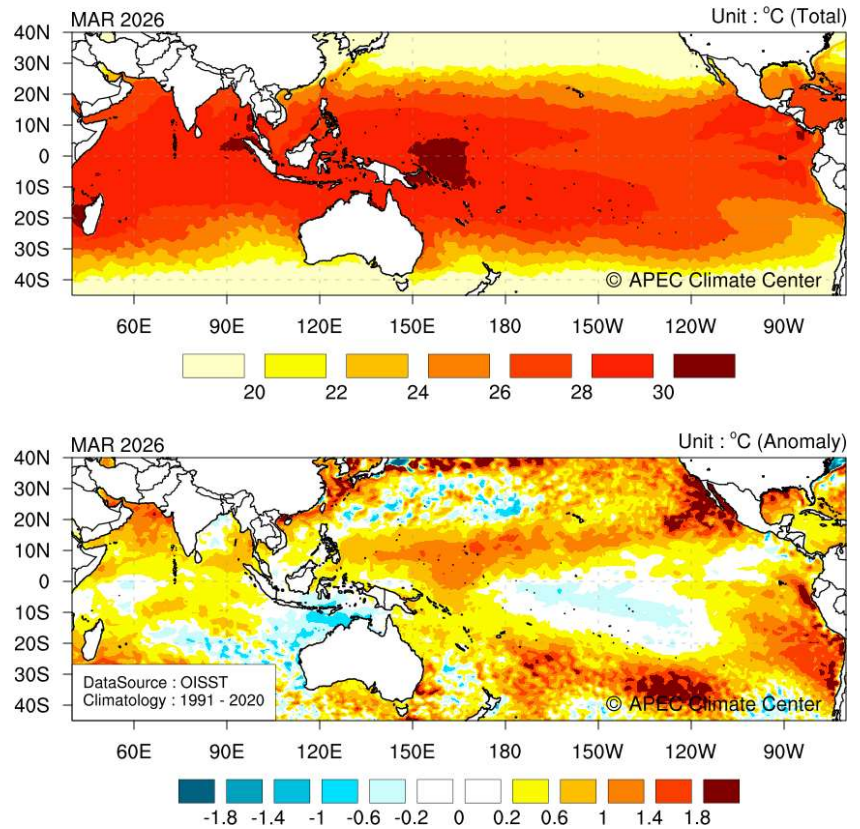 MAR 2026 Unit : °C (Total)
40N
30N
20N
10N
0
10S
20S
30S
40S
© APEC Climate Center
60E 90E 120E 150E 180 150W 120W 90W
20 22 24 26 28 30
MAR 2026 Unit : °C (Anomaly)
40N
30N
20N
10N
0
10S
20S
30S
40S
DataSource : OISST
Climatology : 1991 - 2020
© APEC Climate Center
60E 90E 120E 150E 180 150W 120W 90W
-1.8 -1.4 -1 -0.6 -0.2 0 0.2 0.6 1 1.4 1.8